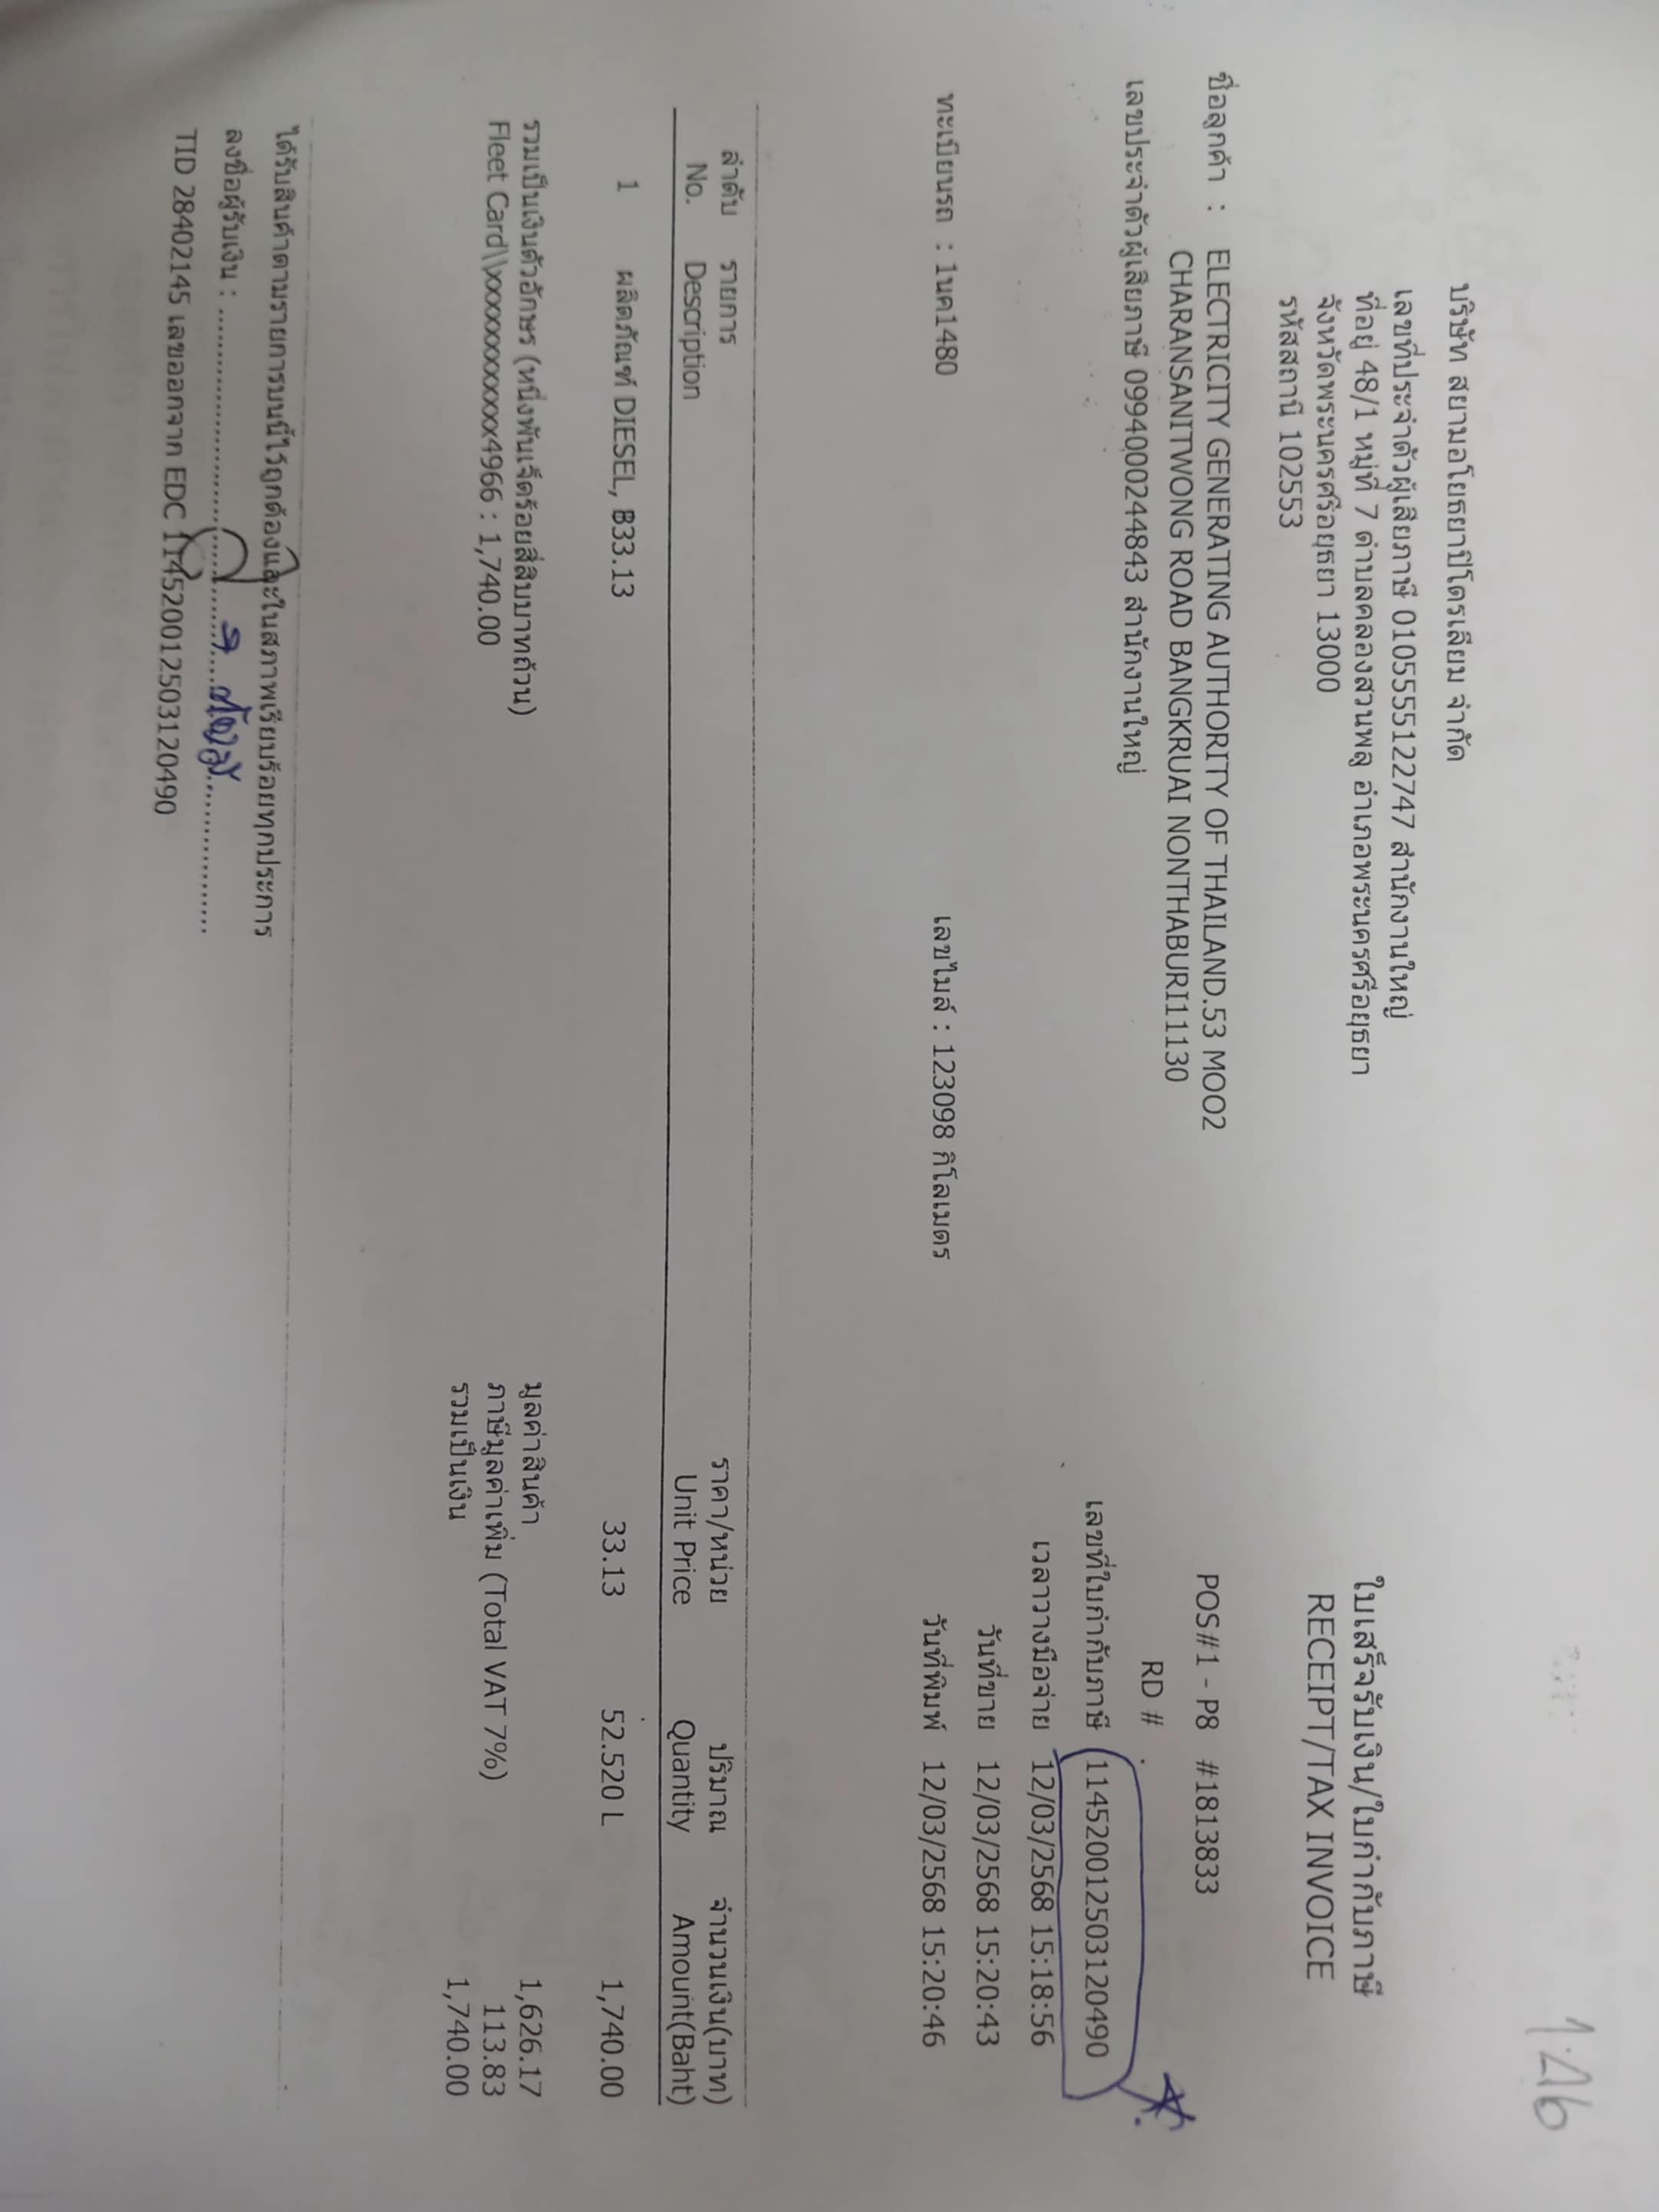 1:46
บริษัท สยามอโยธยาปิโตรเลียม จำกัด
เลขที่ประจำตัวผู้เสียภาษี 0105555122747 สำนักงานใหญ่
ที่อยู่ 48/1 หมู่ที่ 7 ตำบลคลองสวนพลู อำเภอพระนครศรีอยุธยา
จังหวัดพระนครศรีอยุธยา 13000
รหัสสถานี 102553
ใบเสร็จรับเงิน/ใบกำกับภาษี
RECEIPT/TAX INVOICE
ชื่อลูกค้า : ELECTRICITY GENERATING AUTHORITY OF THAILAND.53 MOO2
CHARANSANITWONG ROAD BANGKRUAI NONTHABURI11130
เลขประจำตัวผู้เสียภาษี 0994000244843 สำนักงานใหญ่
POS#1 - P8 #1813833
RD # .
เลขที่ใบกำกับภาษี 114520012503120490
เวลาวางมือจ่าย 12/03/2568 15:18:56
วันที่ขาย 12/03/2568 15:20:43
วันที่พิมพ์ 12/03/2568 15:20:46
ทะเบียนรถ : 1นค1480 เลขไมล์ : 123098 กิโลเมตร
ลำดับ รายการ ราคา/หน่วย ปริมาณ จำนวนเงิน(บาท)
No. Description Unit Price Quantity Amount(Baht)
1 ผลิตภัณฑ์ DIESEL, ฿33.13 33.13 52.520 L 1,740.00
รวมเป็นเงินตัวอักษร (หนึ่งพันเจ็ดร้อยสี่สิบบาทถ้วน) มูลค่าสินค้า 1,626.17
Fleet Card\\xxxxxxxxxxxx4966 : 1,740.00 ภาษีมูลค่าเพิ่ม (Total VAT 7%) 113.83
รวมเป็นเงิน 1,740.00
ได้รับสินค้าตามรายการบนนี้ไว้ถูกต้องและในสภาพเรียบร้อยทุกประการ
ลงชื่อผู้รับเงิน :
TID 28402145 เลขออกจาก EDC 114520012503120490